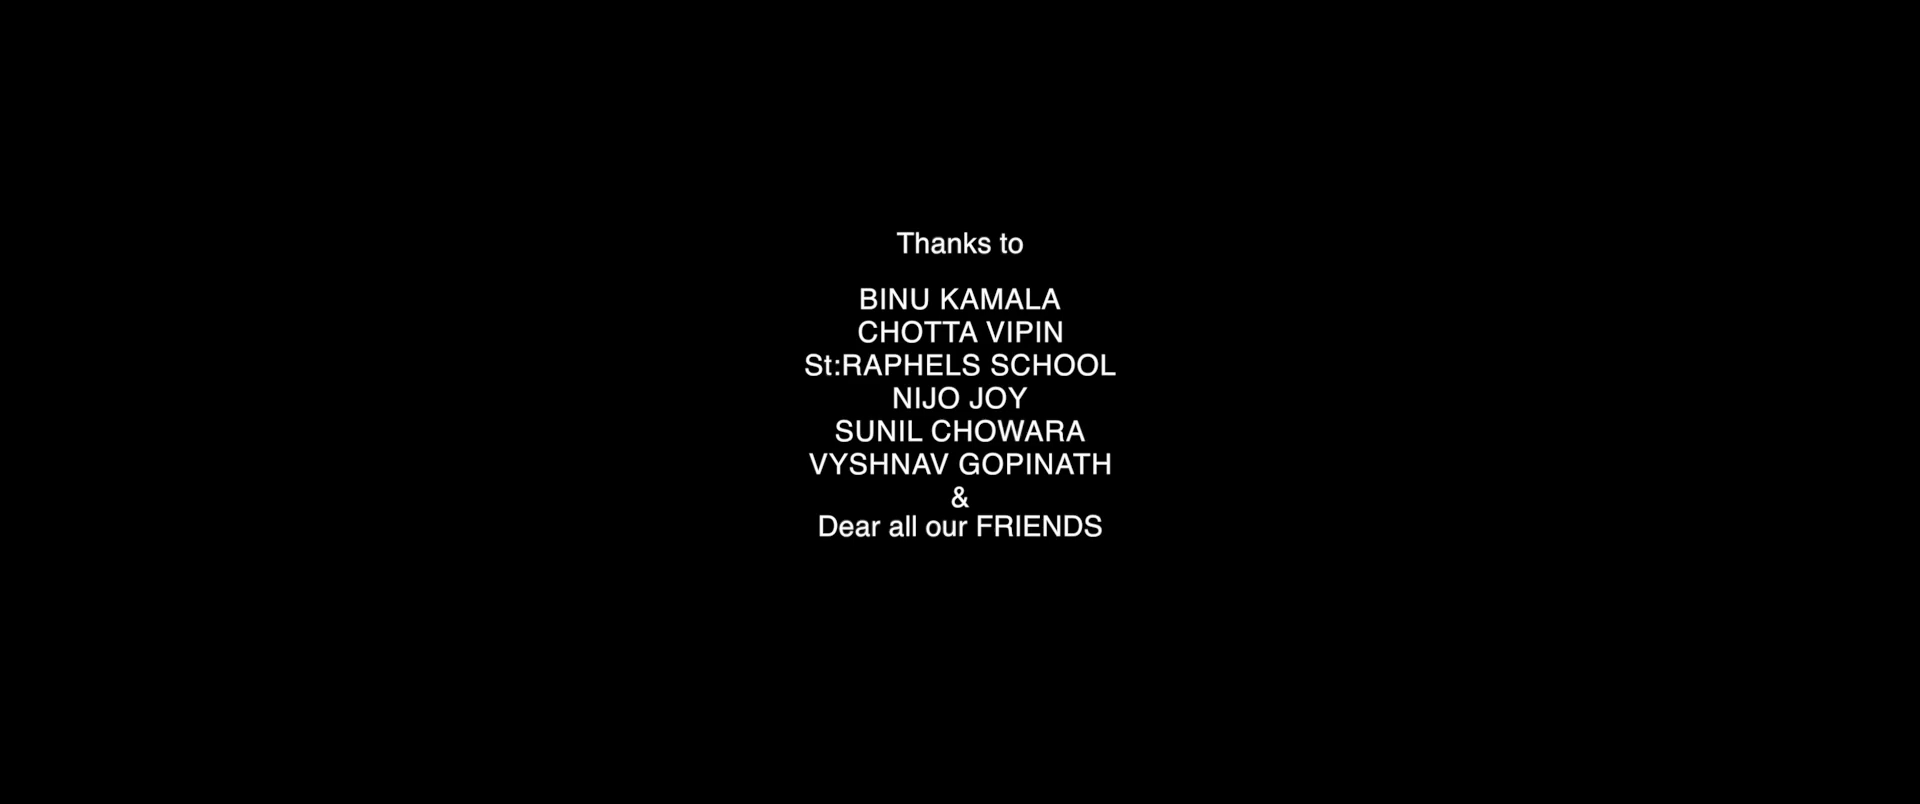 Thanks to
BINU KAMALA
CHOTTA VIPIN
St:RAPHELS SCHOOL
NIJO JOY
SUNIL CHOWARA
VYSHNAV GOPINATH
&
Dear all our FRIENDS